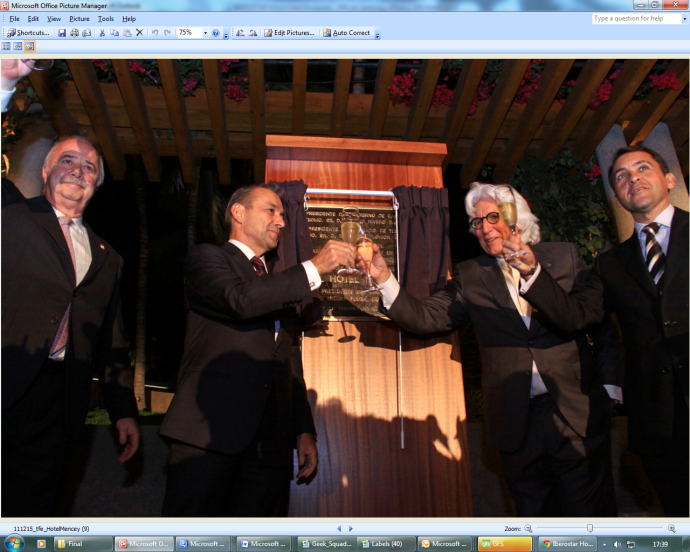 Microsoft Office Picture Manager
File Edit View Picture Tools Help
Type a question for help
Shortcuts...
75%
Edit Pictures...
Auto Correct
HOTEL
111215_tfe_HotelMencey (9)
Zoom:
Final
Microsoft O...
Microsoft ...
Microsoft ...
Geek_Squad...
Labels (40)
Microsoft ...
GFS
Iberostar Ho...
17:39